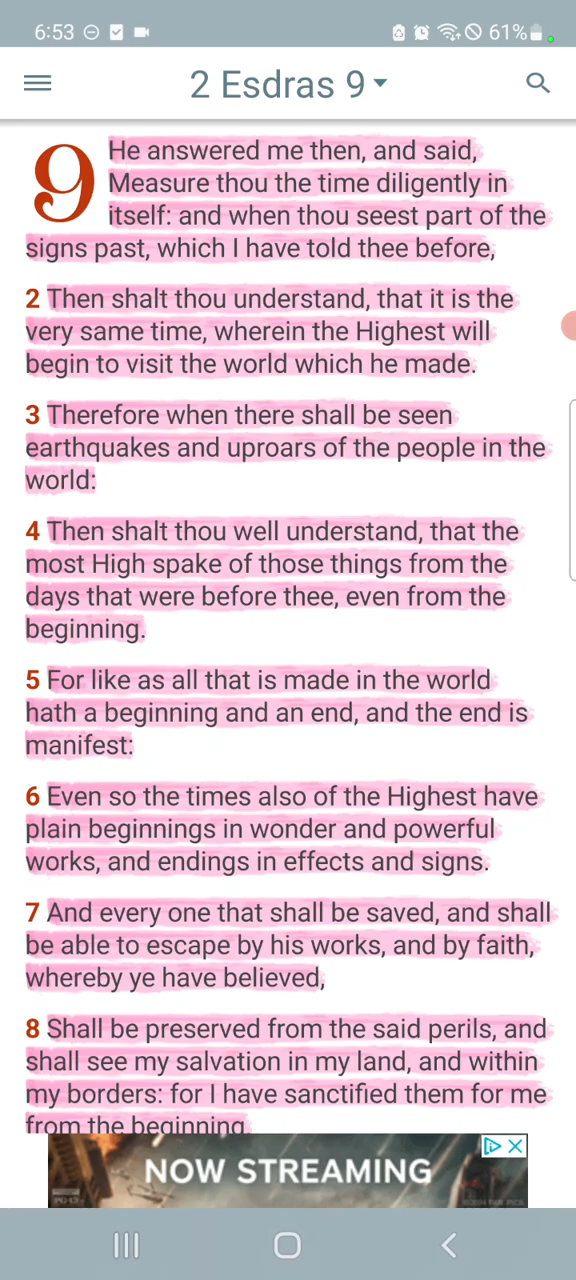 6:53
61%
2 Esdras 9
9 He answered me then, and said,
Measure thou the time diligently in
itself: and when thou seest part of the
signs past, which I have told thee before,
2 Then shalt thou understand, that it is the
very same time, wherein the Highest will
begin to visit the world which he made.
3 Therefore when there shall be seen
earthquakes and uproars of the people in the
world:
4 Then shalt thou well understand, that the
most High spake of those things from the
days that were before thee, even from the
beginning.
5 For like as all that is made in the world
hath a beginning and an end, and the end is
manifest:
6 Even so the times also of the Highest have
plain beginnings in wonder and powerful
works, and endings in effects and signs.
7 And every one that shall be saved, and shall
be able to escape by his works, and by faith,
whereby ye have believed,
8 Shall be preserved from the said perils, and
shall see my salvation in my land, and within
my borders: for I have sanctified them for me
from the beginning.
NOW STREAMING